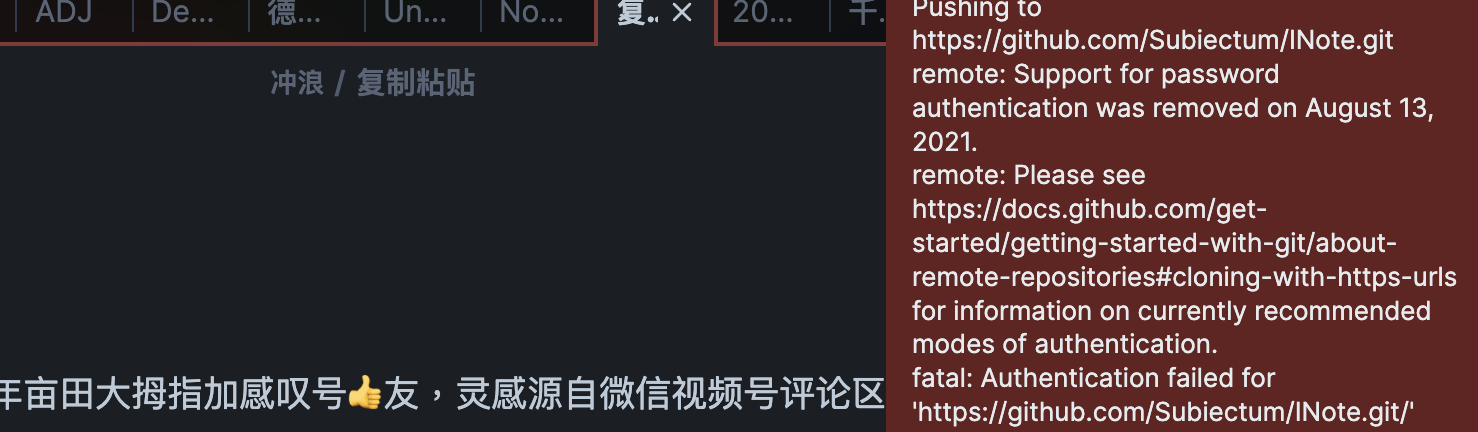 ADJ
De...
德...
Un...
No...
复..
20...
千.
冲浪 / 复制粘贴
年亩田大拇指加感叹号👍友，灵感源自微信视频号评论区
Pushing to
https://github.com/Subiectum/INote.git
remote: Support for password
authentication was removed on August 13,
2021.
remote: Please see
https://docs.github.com/get-
started/getting-started-with-git/about-
remote-repositories#cloning-with-https-urls
for information on currently recommended
modes of authentication.
fatal: Authentication failed for
'https://github.com/Subiectum/INote.git/'